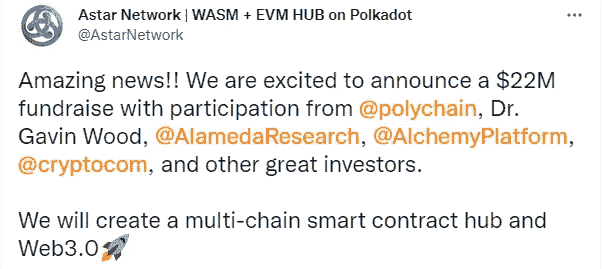 Astar Network | WASM + EVM HUB on Polkadot
@AstarNetwork
Amazing news!! We are excited to announce a $22M
fundraise with participation from @polychain, Dr.
Gavin Wood, @AlamedaResearch, @AlchemyPlatform,
@cryptocom, and other great investors.
We will create a multi-chain smart contract hub and
Web3.0🚀